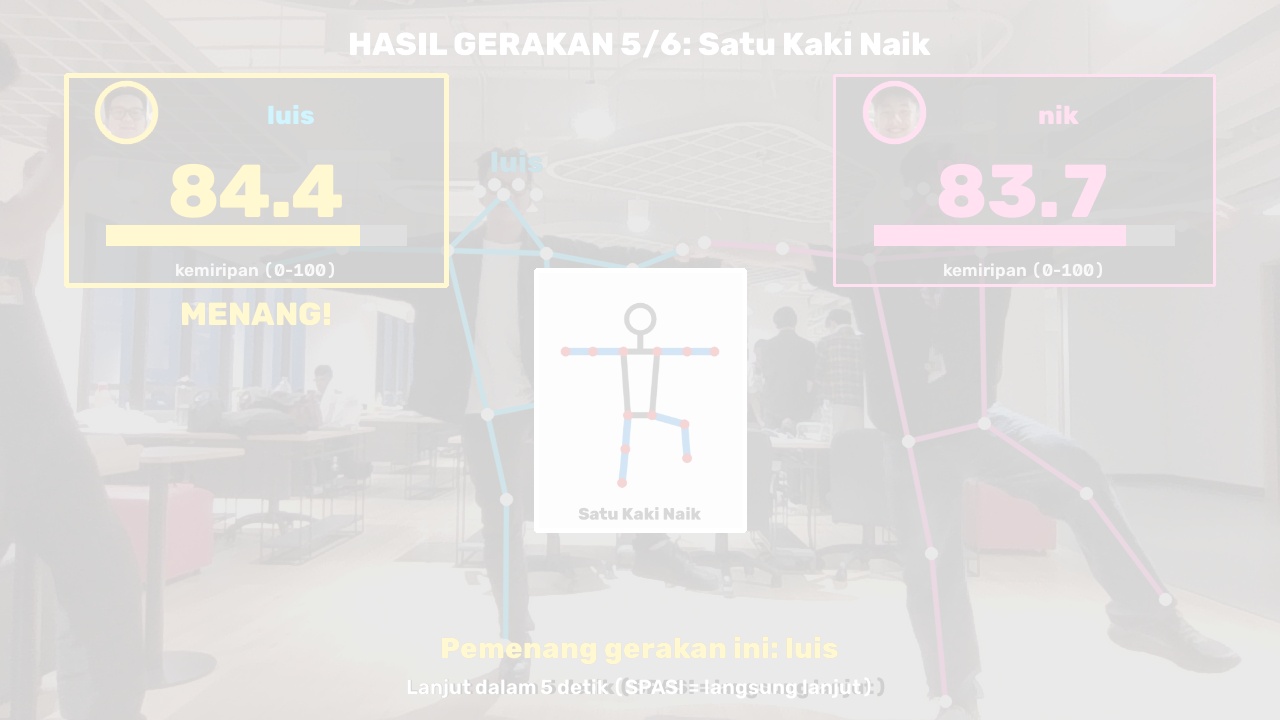 HASIL GERAKAN 5/6: Satu Kaki Naik
luis
84.4
kemiripan (0-100)
MENANG!
luis
nik
83.7
kemiripan (0-100)
Satu Kaki Naik
Pemenang gerakan ini: luis
Lanjut dalam 5 detik (SPASI = langsung lanjut)